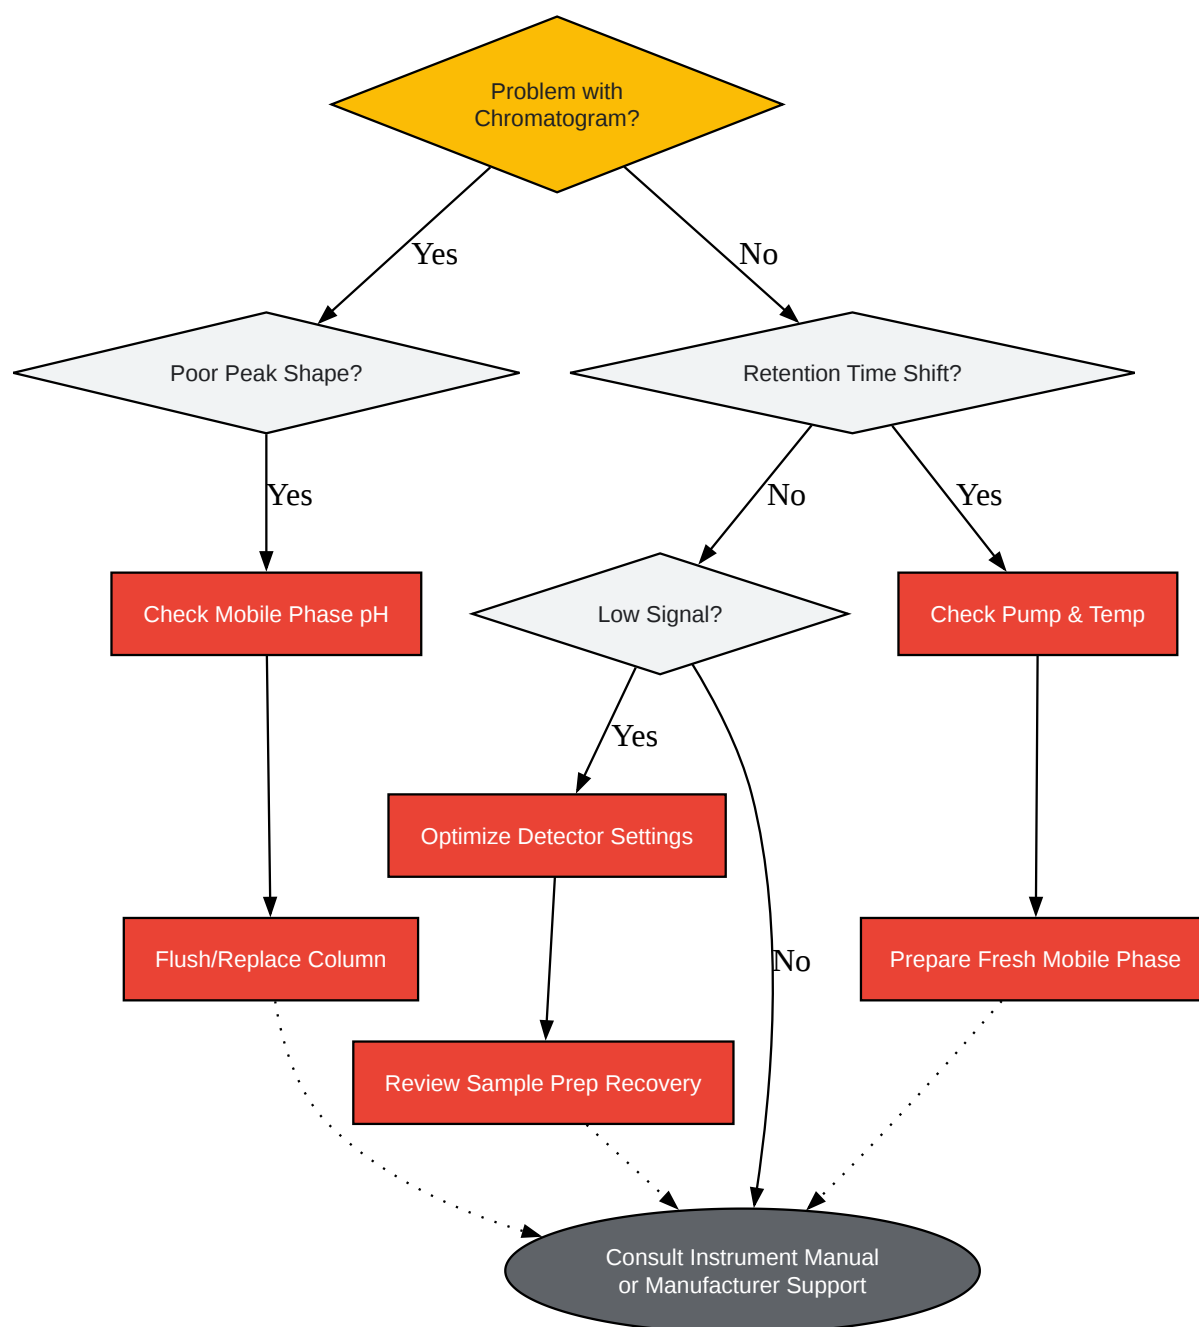 Problem with
Chromatogram?
Yes
No
Poor Peak Shape?
Retention Time Shift?
Yes
No
Yes
Check Mobile Phase pH
Low Signal?
Check Pump & Temp
Yes
Optimize Detector Settings
Flush/Replace Column
No
Prepare Fresh Mobile Phase
Review Sample Prep Recovery
Consult Instrument Manual
or Manufacturer Support